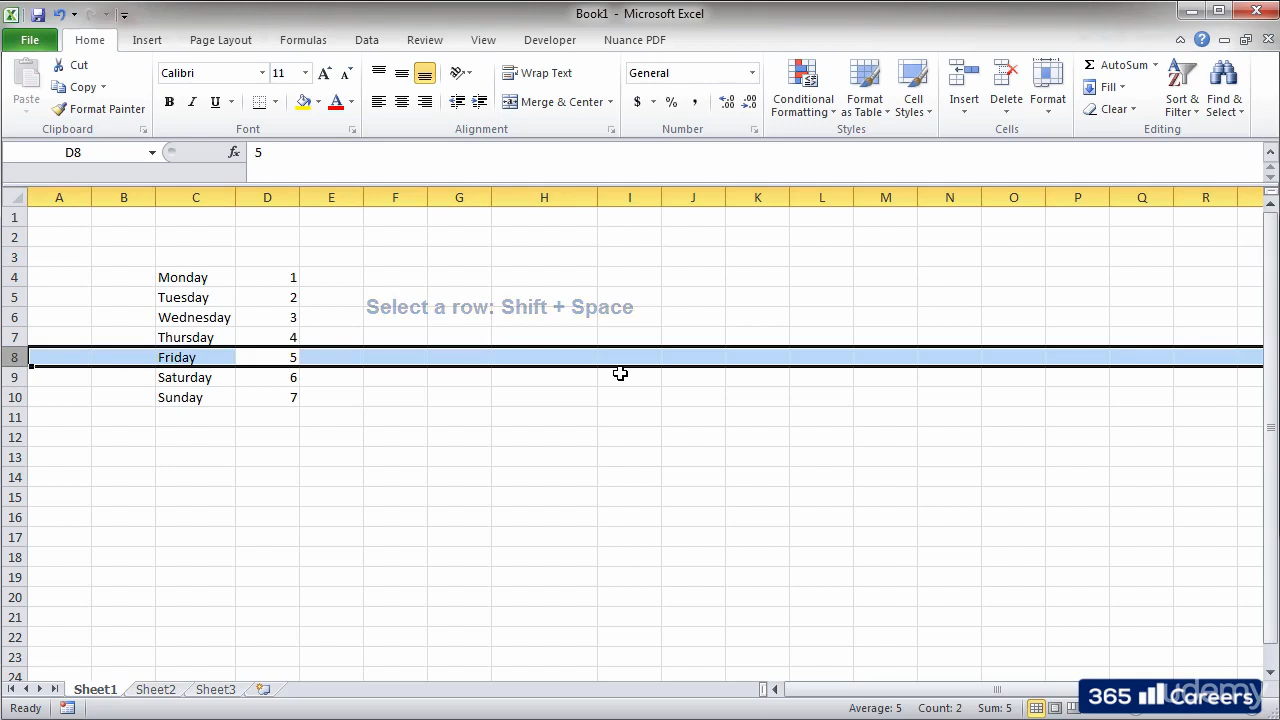 Book1 - Microsoft Excel
File Home Insert Page Layout Formulas Data Review View Developer Nuance PDF
Paste
Cut
Copy
Format Painter
Clipboard
Calibri 11
B I U
Font
Wrap Text
Merge & Center
Alignment
General
$ % ,
Number
Conditional Formatting
Format as Table
Cell Styles
Styles
Insert
Delete
Format
Cells
Σ AutoSum
Fill
Clear
Sort & Filter
Find & Select
Editing
D8 fx 5
A B C D E F G H I J K L M N O P Q R
1
2
3
4 Monday 1
5 Tuesday 2
Select a row: Shift + Space
6 Wednesday 3
7 Thursday 4
8 Friday 5
9 Saturday 6
10 Sunday 7
11
12
13
14
15
16
17
18
19
20
21
22
23
24
Sheet1 Sheet2 Sheet3
Ready Average: 5 Count: 2 Sum: 5
365 Careers
udemy